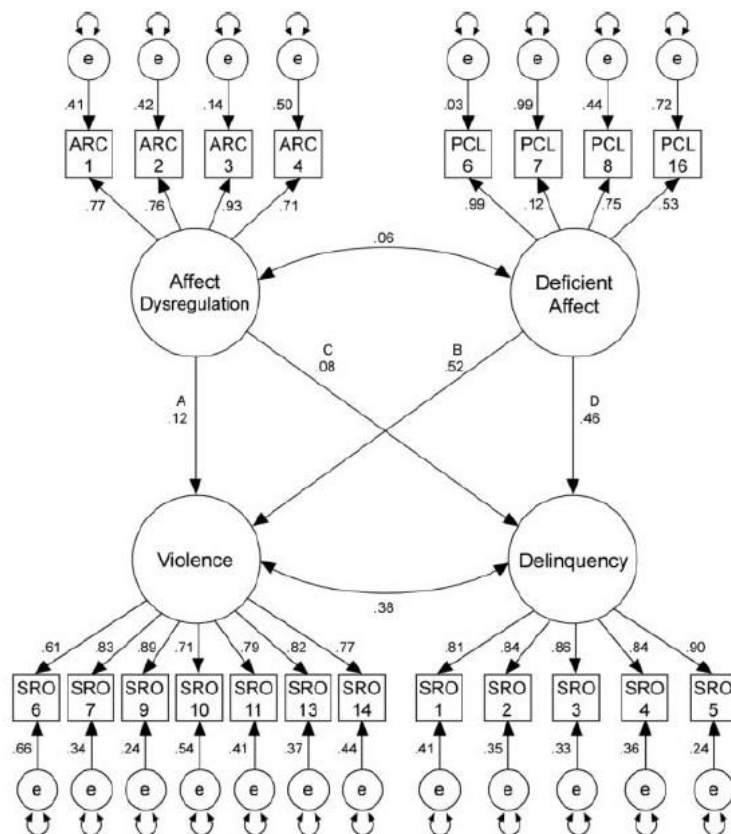 e e e e e e e e
.41 .42 .14 .50 .03 .99 .44 .72
ARC ARC ARC ARC PCL PCL PCL PCL
1 2 3 4 6 7 8 16
.77 .76 .93 .71 .99 .12 .75 .53
.06
Affect Deficient
Dysregulation Affect
C B
.08 .52
A D
.12 .46
Violence Delinquency
.38
.61 .83 .89 .71 .79 .82 .77 .81 .84 .86 .84 .90
SRO SRO SRO SRO SRO SRO SRO SRO SRO SRO SRO SRO
6 7 9 10 11 13 14 1 2 3 4 5
.66 .34 .24 .54 .41 .37 .44 .41 .35 .33 .36 .24
e e e e e e e e e e e e